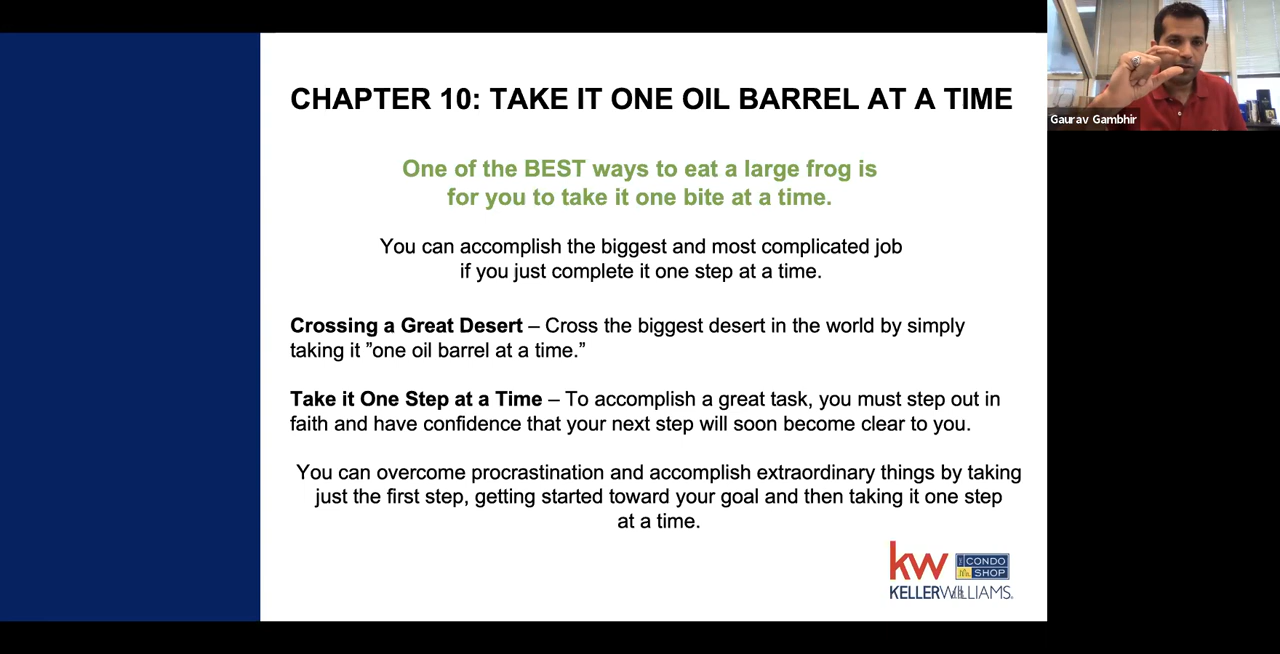 CHAPTER 10: TAKE IT ONE OIL BARREL AT A TIME
One of the BEST ways to eat a large frog is
for you to take it one bite at a time.
You can accomplish the biggest and most complicated job
if you just complete it one step at a time.
Crossing a Great Desert – Cross the biggest desert in the world by simply
taking it ”one oil barrel at a time.”
Take it One Step at a Time – To accomplish a great task, you must step out in
faith and have confidence that your next step will soon become clear to you.
You can overcome procrastination and accomplish extraordinary things by taking
just the first step, getting started toward your goal and then taking it one step
at a time.
kw
CONDO
SHOP
KELLERWILLIAMS.
Gaurav Gambhir